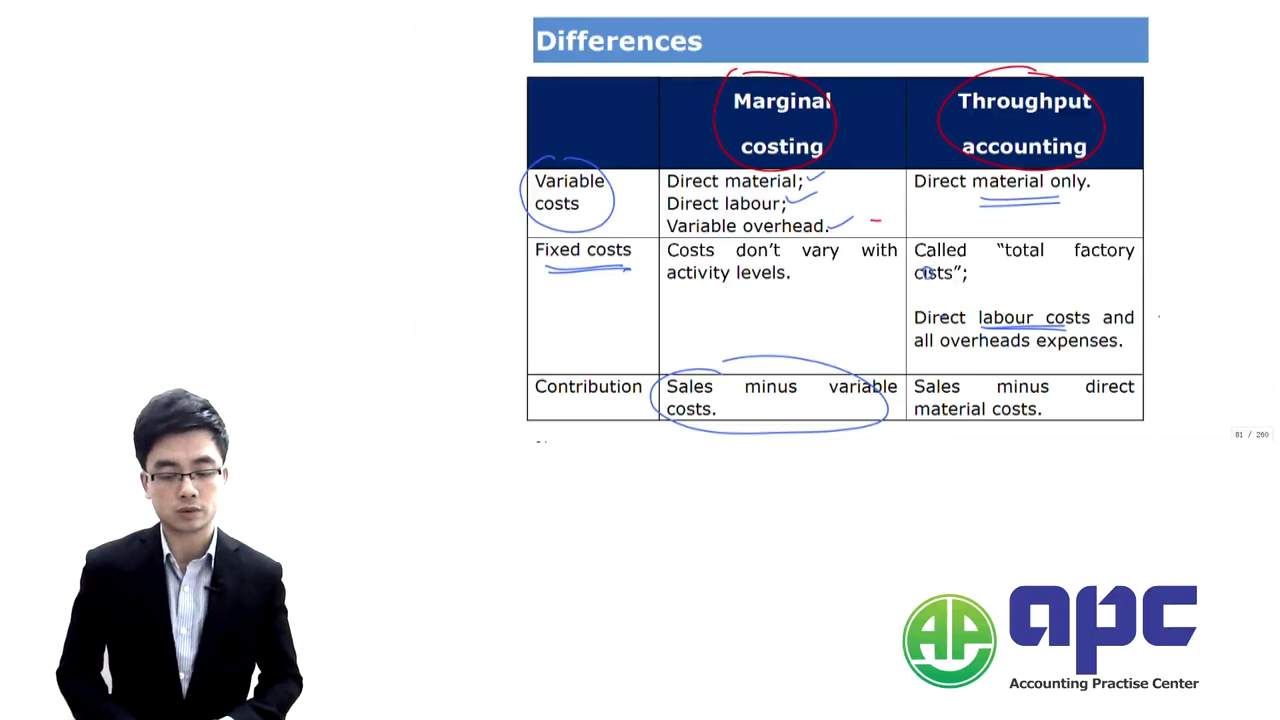 Differences
Marginal
costing
Throughput
accounting
Variable
costs
Direct material;
Direct labour;
Variable overhead.
Direct material only.
Fixed costs
Costs don't vary with
activity levels.
Called "total factory
costs";
Direct labour costs and
all overheads expenses.
Contribution
Sales minus variable
costs.
Sales minus direct
material costs.
81 / 260
AP
apc
Accounting Practise Center